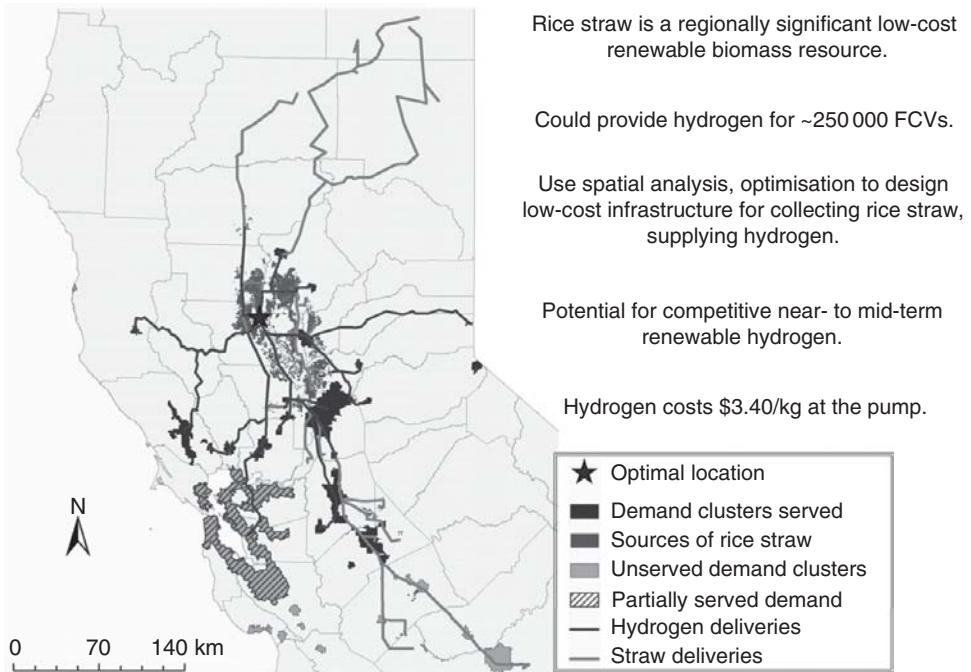 Rice straw is a regionally significant low-cost
renewable biomass resource.
Could provide hydrogen for ~250 000 FCVs.
Use spatial analysis, optimisation to design
low-cost infrastructure for collecting rice straw,
supplying hydrogen.
Potential for competitive near- to mid-term
renewable hydrogen.
Hydrogen costs $3.40/kg at the pump.
Optimal location
Demand clusters served
Sources of rice straw
Unserved demand clusters
Partially served demand
Hydrogen deliveries
Straw deliveries
N
0 70 140 km